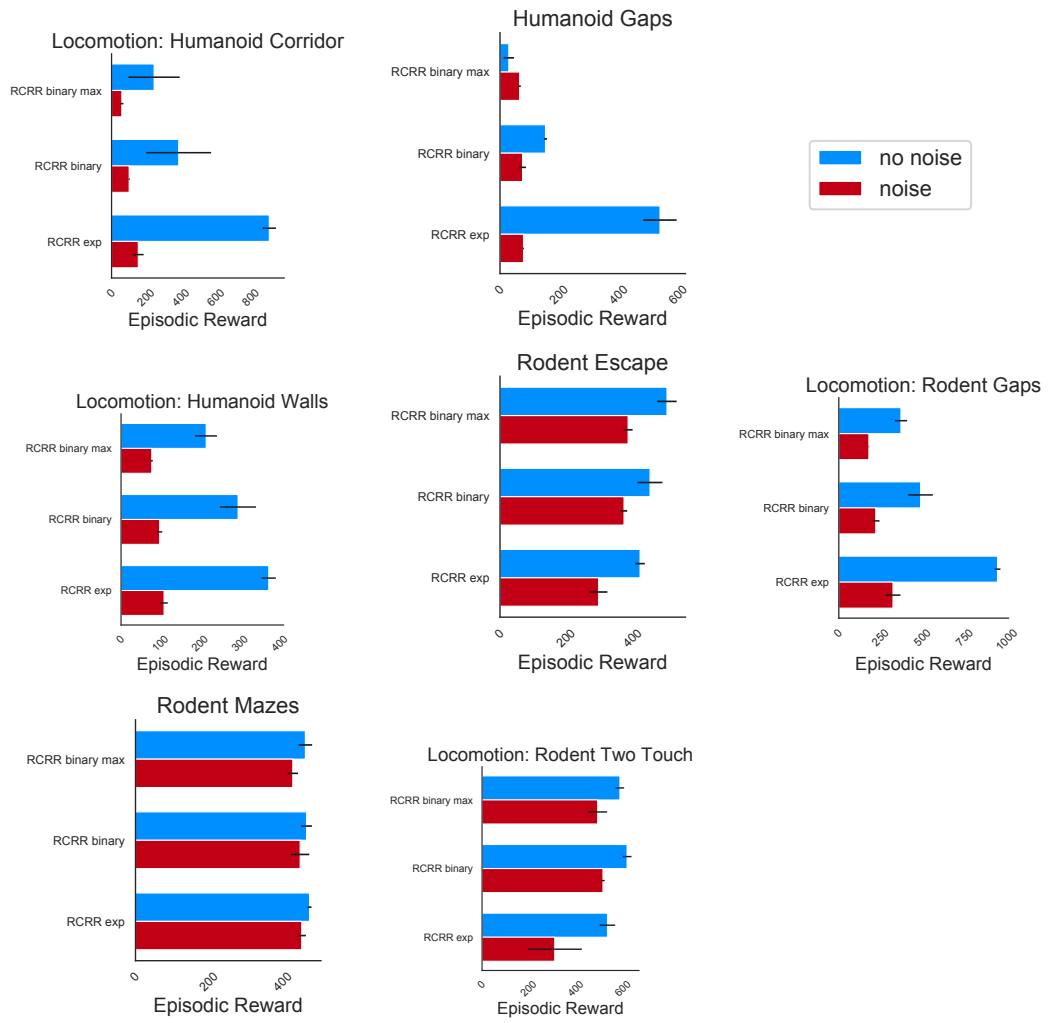 Locomotion: Humanoid Corridor
RCRR binary max
RCRR binary
RCRR exp
0
200
400
600
800
Episodic Reward
Humanoid Gaps
RCRR binary max
RCRR binary
RCRR exp
0
200
400
600
Episodic Reward
no noise
noise
Locomotion: Humanoid Walls
RCRR binary max
RCRR binary
RCRR exp
0
100
200
300
400
Episodic Reward
Rodent Escape
RCRR binary max
RCRR binary
RCRR exp
0
200
400
Episodic Reward
Locomotion: Rodent Gaps
RCRR binary max
RCRR binary
RCRR exp
0
250
500
750
1000
Episodic Reward
Rodent Mazes
RCRR binary max
RCRR binary
RCRR exp
0
200
400
Episodic Reward
Locomotion: Rodent Two Touch
RCRR binary max
RCRR binary
RCRR exp
0
200
400
600
Episodic Reward